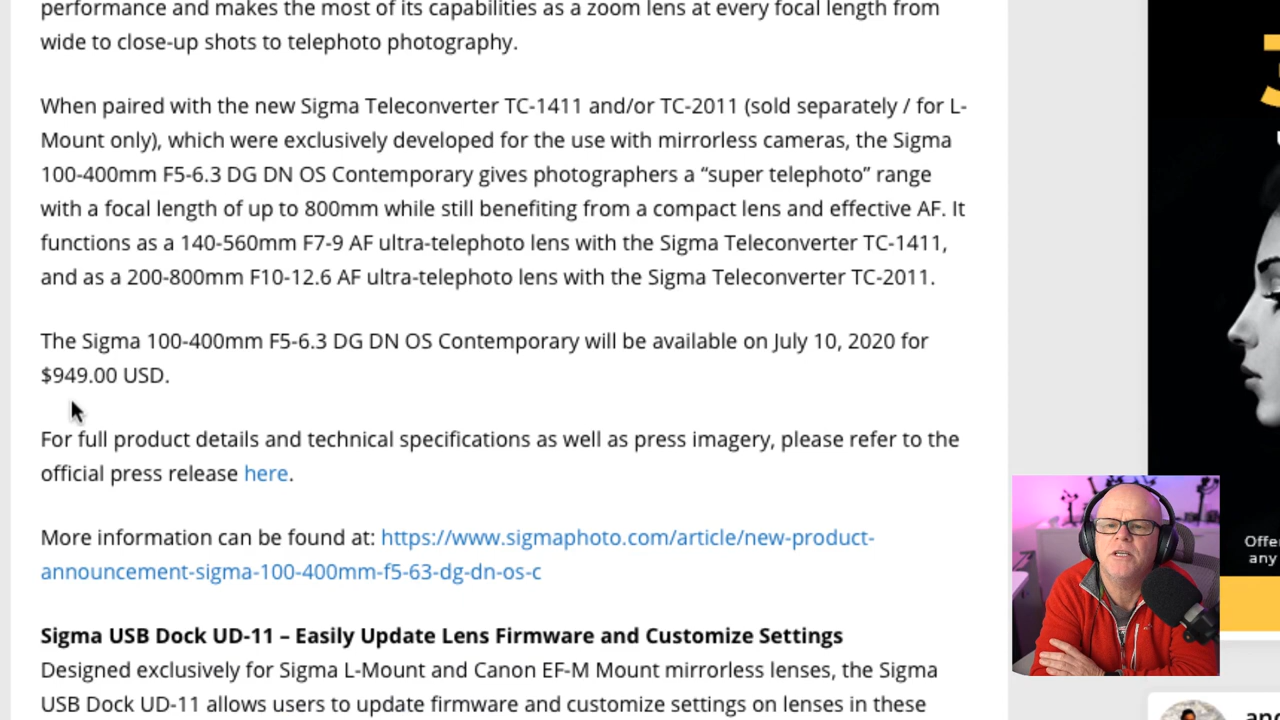 performance and makes the most of its capabilities as a zoom lens at every focal length from
wide to close-up shots to telephoto photography.
When paired with the new Sigma Teleconverter TC-1411 and/or TC-2011 (sold separately / for L-
Mount only), which were exclusively developed for the use with mirrorless cameras, the Sigma
100-400mm F5-6.3 DG DN OS Contemporary gives photographers a “super telephoto” range
with a focal length of up to 800mm while still benefiting from a compact lens and effective AF. It
functions as a 140-560mm F7-9 AF ultra-telephoto lens with the Sigma Teleconverter TC-1411,
and as a 200-800mm F10-12.6 AF ultra-telephoto lens with the Sigma Teleconverter TC-2011.
The Sigma 100-400mm F5-6.3 DG DN OS Contemporary will be available on July 10, 2020 for
$949.00 USD.
For full product details and technical specifications as well as press imagery, please refer to the
official press release here.
More information can be found at: https://www.sigmaphoto.com/article/new-product-
announcement-sigma-100-400mm-f5-63-dg-dn-os-c
Sigma USB Dock UD-11 – Easily Update Lens Firmware and Customize Settings
Designed exclusively for Sigma L-Mount and Canon EF-M Mount mirrorless lenses, the Sigma
USB Dock UD-11 allows users to update firmware and customize settings on lenses in these
any